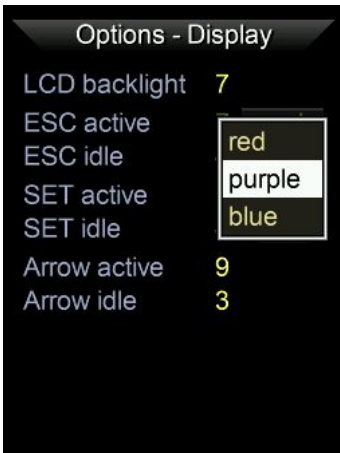 Options - Display
LCD backlight 7
ESC active
red
ESC idle
purple
SET active
blue
SET idle
Arrow active 9
Arrow idle 3